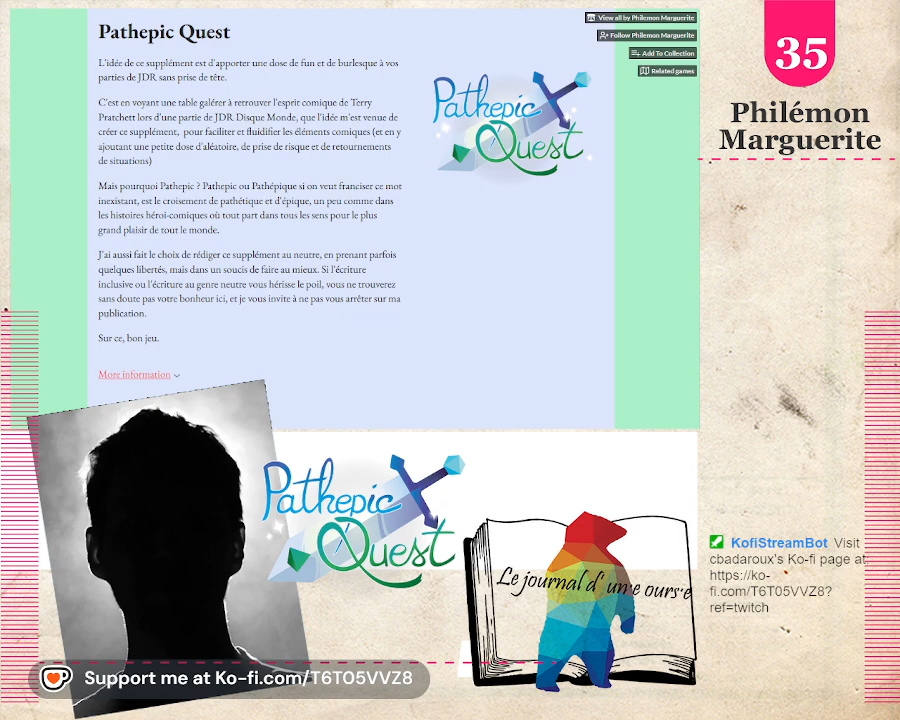 Pathepic Quest
L'idée de ce supplément est d'apporter une dose de fun et de burlesque à vos
parties de JDR sans prise de tête.
C'est en voyant une table galérer à retrouver l'esprit comique de Terry
Pratchett lors d'une partie de JDR Disque Monde, que l'idée m'est venue de
créer ce supplément, pour faciliter et fluidifier les éléments comiques (et en y
ajoutant une petite dose d'aléatoire, de prise de risque et de retournements
de situations)
Mais pourquoi Pathepic ? Pathepic ou Pathépique si on veut franciser ce mot
inexistant, est le croisement de pathétique et d'épique, un peu comme dans
les histoires héroi-comiques où tout part dans tous les sens pour le plus
grand plaisir de tout le monde.
J'ai aussi fait le choix de rédiger ce supplément au neutre, en prenant parfois
quelques libertés, mais dans un soucis de faire au mieux. Si l'écriture
inclusive ou l'écriture au genre neutre vous hérisse le poil, vous ne trouverez
sans doute pas votre bonheur ici, et je vous invite à ne pas vous arrêter sur ma
publication.
Sur ce, bon jeu.
More information
View all by Philemon Marguerite
Follow Philemon Marguerite
Add To Collection
Related games
Pathepic
Quest
35
Philémon
Marguerite
Pathepic
Quest
Le journal d'un·e ours·e
KofiStreamBot Visit
cbadaroux's Ko-fi page at
https://ko-
fi.com/T6T05VVZ8?
ref=twitch
Support me at Ko-fi.com/T6T05VVZ8